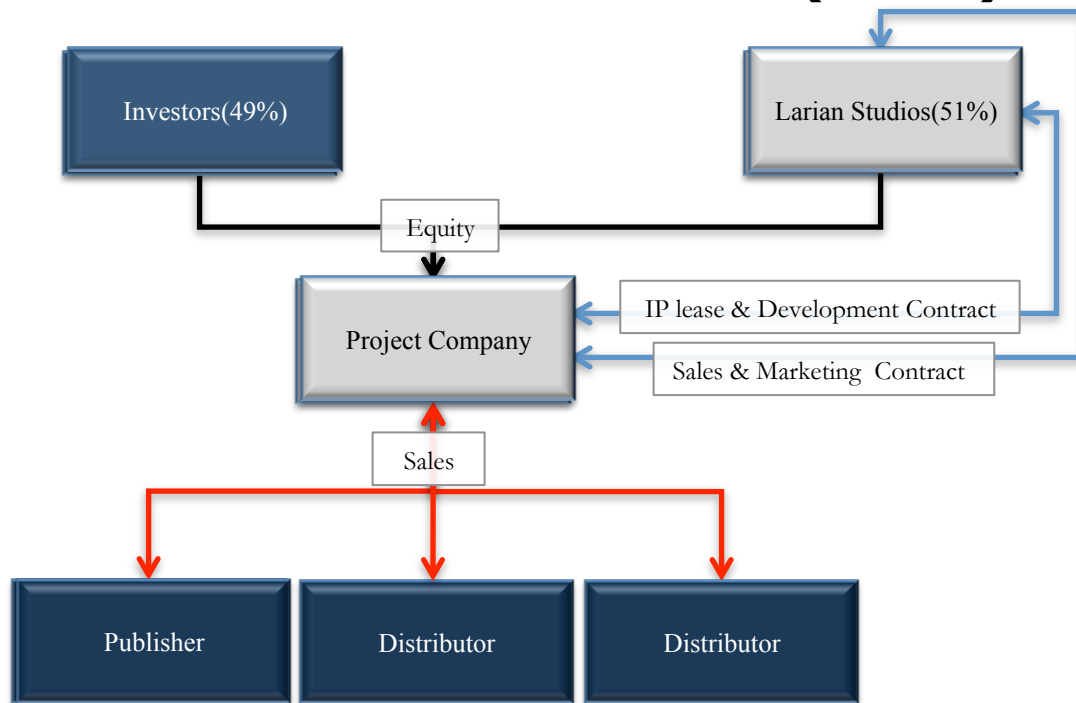 Investors(49%)
Larian Studios(51%)
Equity
IP lease & Development Contract
Project Company
Sales & Marketing Contract
Sales
Publisher
Distributor
Distributor